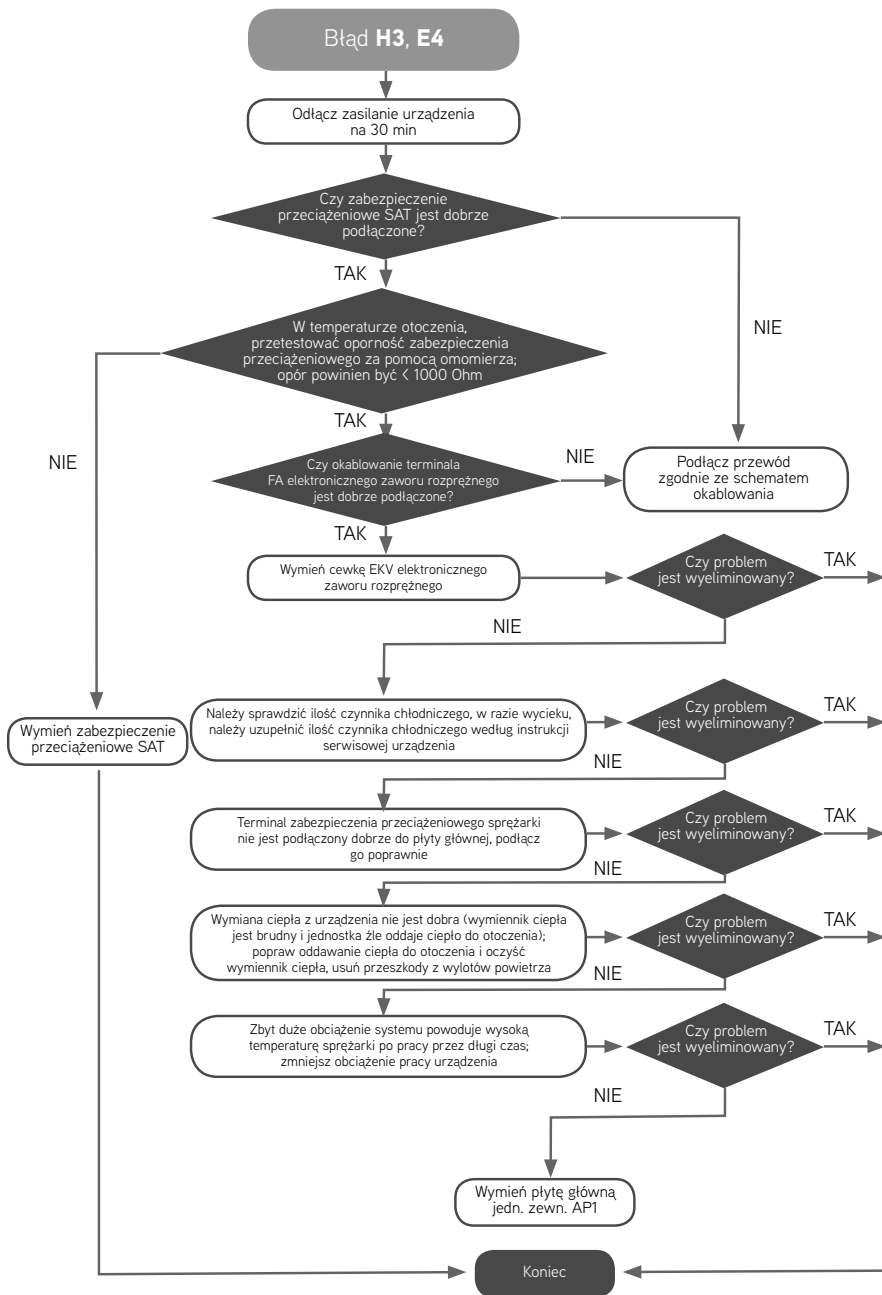 Błąd H3, E4
Odłącz zasilanie urządzenia
na 30 min
Czy zabezpieczenie
przeciążeniowe SAT jest dobrze
podłączone?
TAK
NIE
W temperaturze otoczenia,
przetestować oporność zabezpieczenia
przeciążeniowego za pomocą omomierza;
opór powinien być < 1000 Ohm
TAK
NIE
Czy okablowanie terminala
FA elektronicznego zaworu rozprężnego
jest dobrze podłączone?
NIE
Podłącz przewód
zgodnie ze schematem
okablowania
TAK
Wymień cewkę EKV elektronicznego
zaworu rozprężnego
Czy problem
jest wyeliminowany?
TAK
NIE
Należy sprawdzić ilość czynnika chłodniczego, w razie wycieku,
należy uzupełnić ilość czynnika chłodniczego według instrukcji
serwisowej urządzenia
Czy problem
jest wyeliminowany?
TAK
Wymień zabezpieczenie
przeciążeniowe SAT
NIE
Terminal zabezpieczenia przeciążeniowego sprężarki
nie jest podłączony dobrze do płyty głównej, podłącz
go poprawnie
Czy problem
jest wyeliminowany?
TAK
NIE
Wymiana ciepła z urządzenia nie jest dobra (wymiennik ciepła
jest brudny i jednostka źle oddaje ciepło do otoczenia);
popraw oddawanie ciepła do otoczenia i oczyść
wymiennik ciepła, usuń przeszkody z wylotów powietrza
Czy problem
jest wyeliminowany?
TAK
NIE
Zbyt duże obciążenie systemu powoduje wysoką
temperaturę sprężarki po pracy przez długi czas;
zmniejsz obciążenie pracy urządzenia
Czy problem
jest wyeliminowany?
TAK
NIE
Wymień płytę główną
jedn. zewn. AP1
Koniec